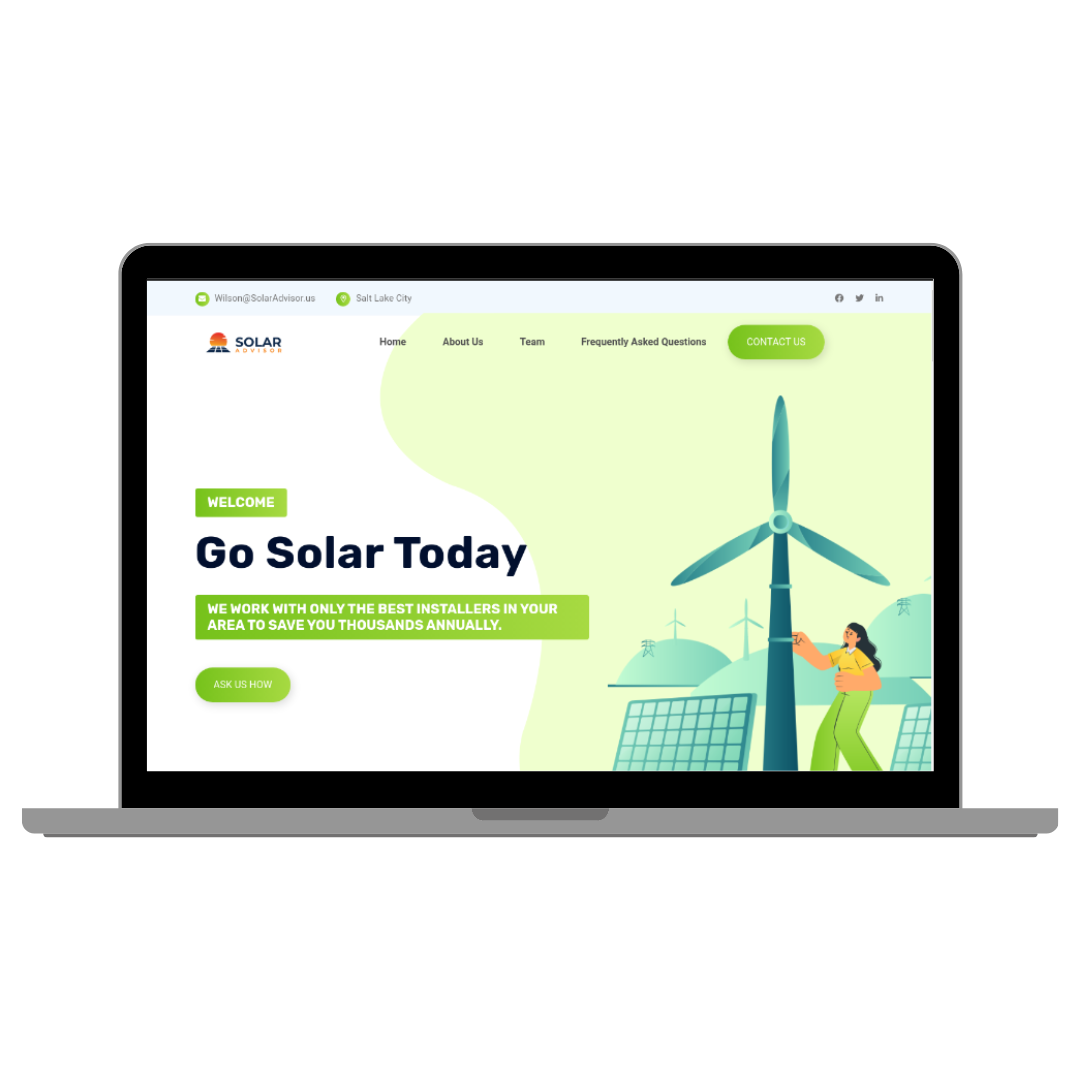 Wilson@SolarAdvisor.us
Salt Lake City
SOLAR
ADVISOR
Home
About Us
Team
Frequently Asked Questions
CONTACT US
WELCOME
Go Solar Today
WE WORK WITH ONLY THE BEST INSTALLERS IN YOUR
AREA TO SAVE YOU THOUSANDS ANNUALLY.
ASK US HOW